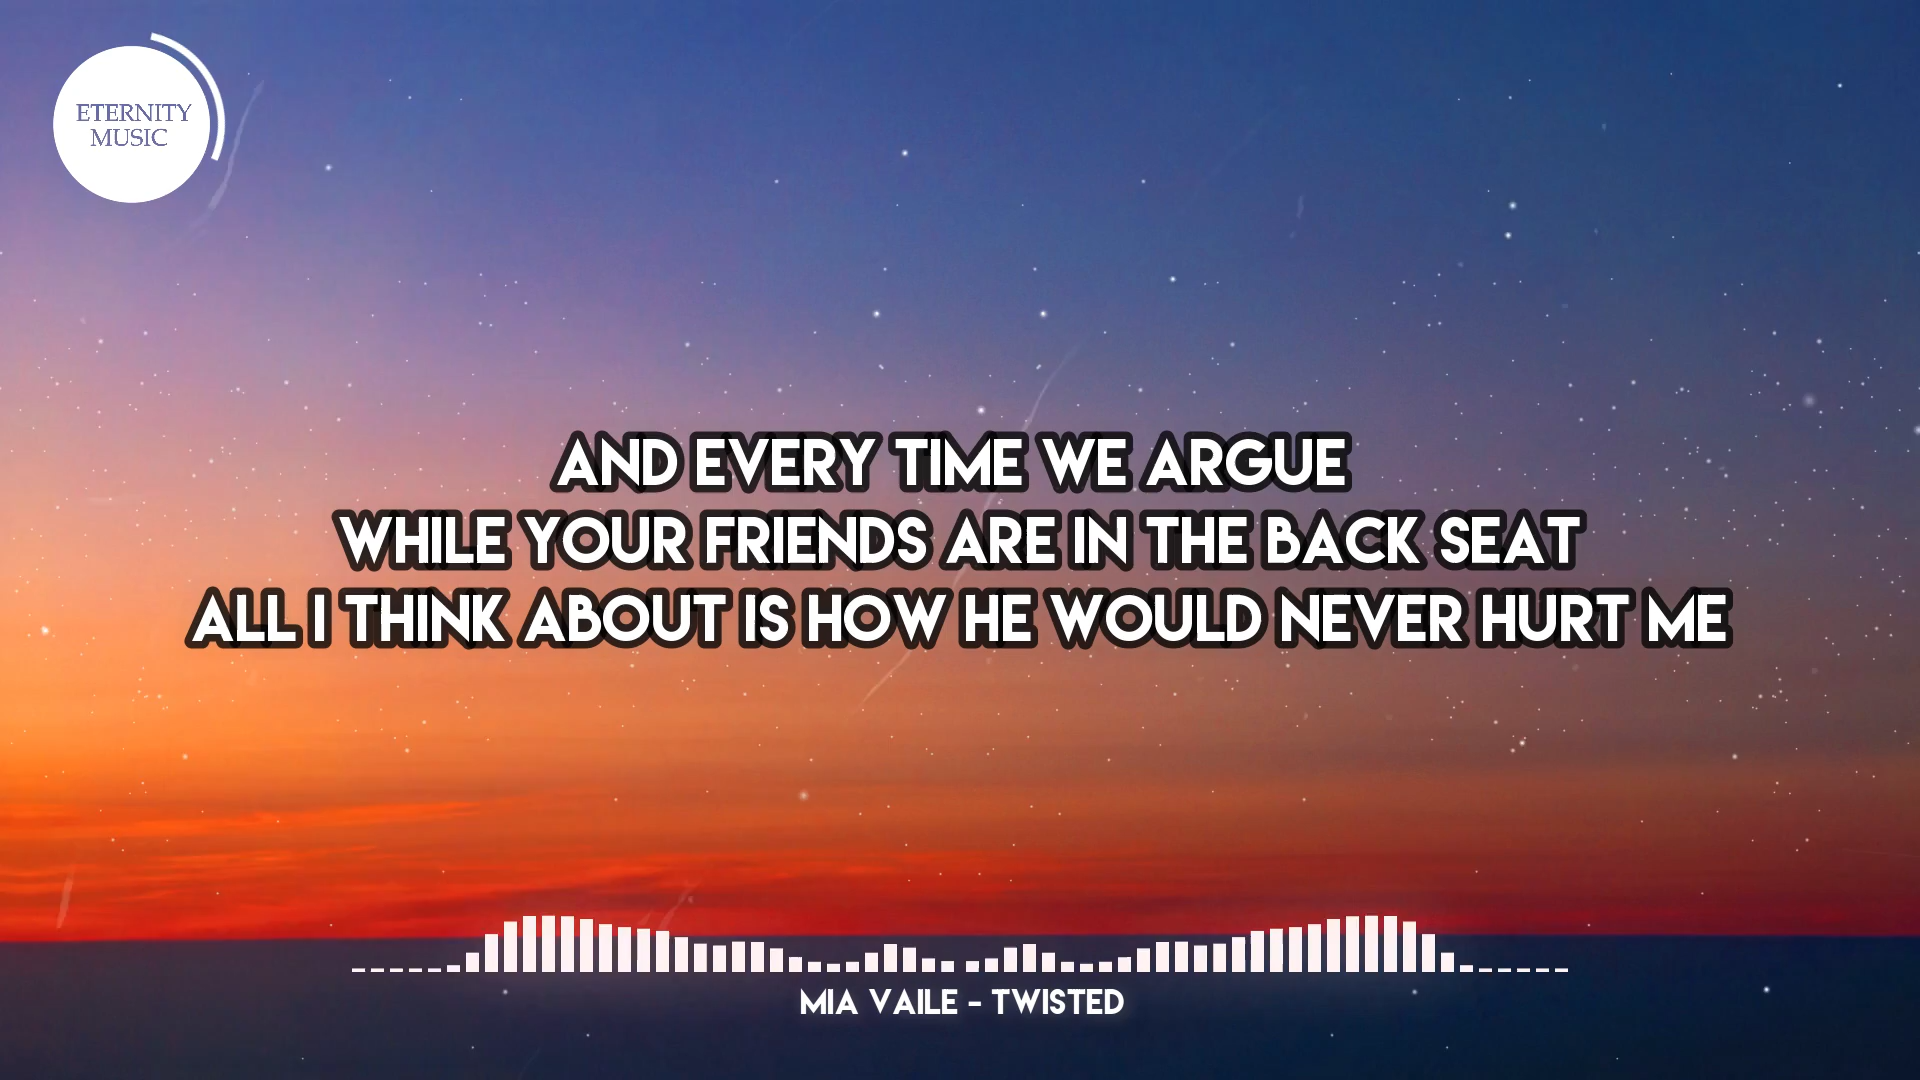 ETERNITY
MUSIC
AND EVERY TIME WE ARGUE
WHILE YOUR FRIENDS ARE IN THE BACK SEAT
ALL I THINK ABOUT IS HOW HE WOULD NEVER HURT ME
MIA VAILE - TWISTED